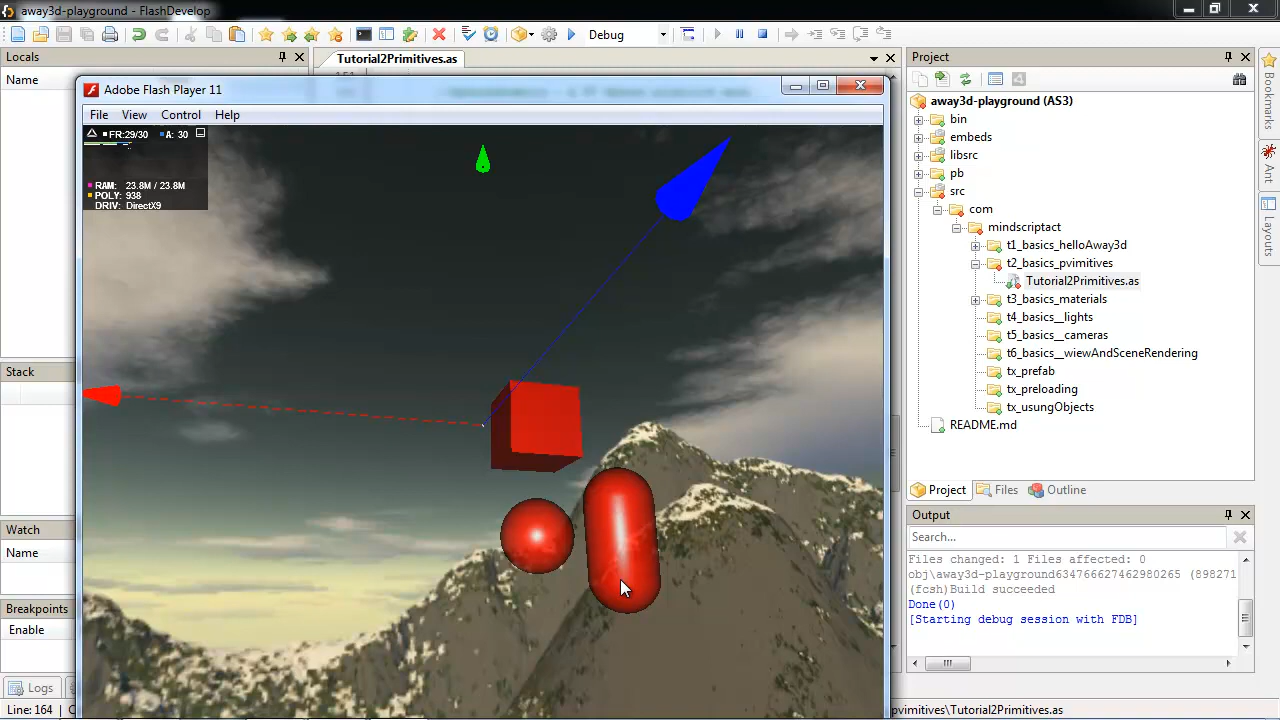 away3d-playground - FlashDevelop
Debug
Locals
Name
Tutorial2Primitives.as
Project
Adobe Flash Player 11
File View Control Help
FR:29/30 A: 30
RAM: 23.8M / 23.8M
POLY: 938
DRIV: DirectX9
away3d-playground (AS3)
bin
embeds
libsrc
pb
src
com
mindscriptact
t1_basics_helloAway3d
t2_basics_pvimitives
Tutorial2Primitives.as
t3_basics_materials
t4_basics__lights
t5_basics__cameras
t6_basics__wiewAndSceneRendering
tx_prefab
tx_preloading
tx_usungObjects
README.md
Bookmarks
Ant
Layouts
Stack
Watch
Name
Breakpoints
Enable
Logs
Project Files Outline
Output
Search...
Files changed: 1 Files affected: 0
obj\away3d-playground634766627462980265 (898271
(fcsh)Build succeeded
Done(0)
[Starting debug session with FDB]
Line: 164
pvimitives\Tutorial2Primitives.as